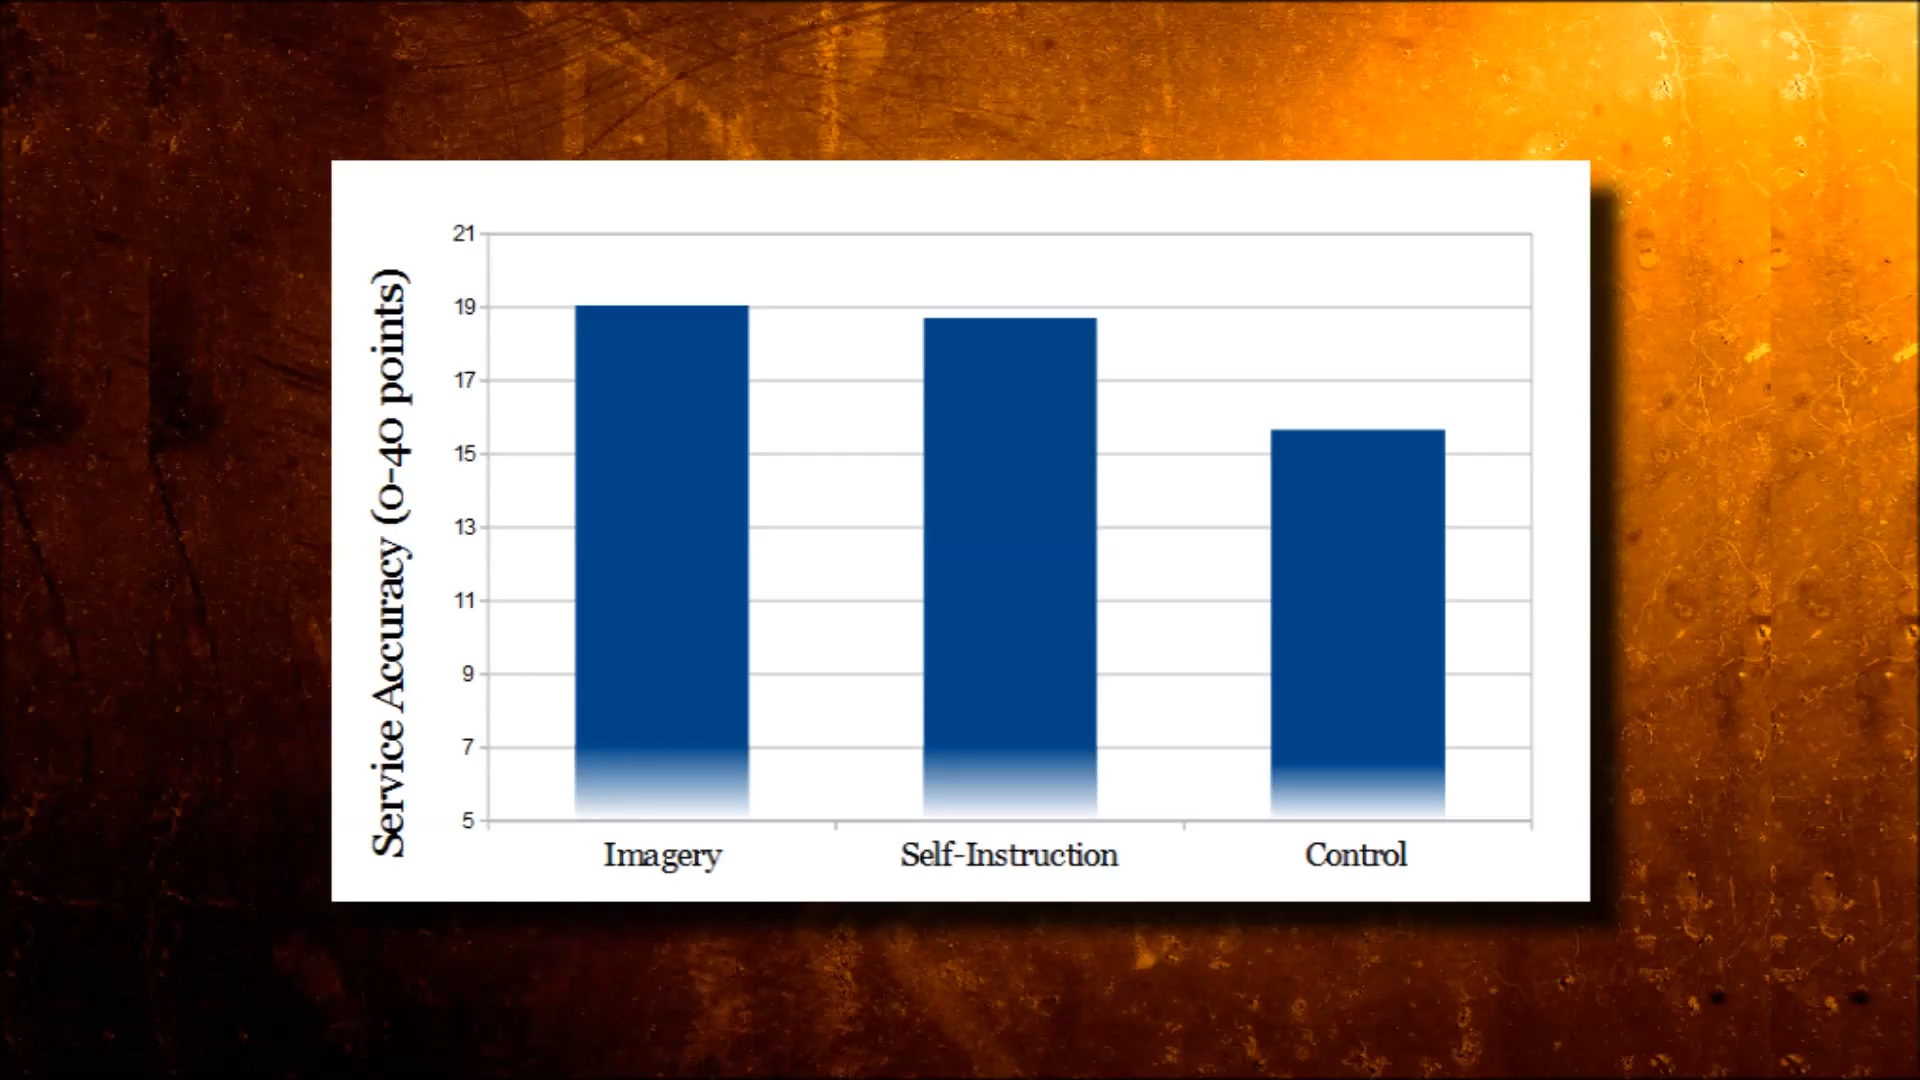 Service Accuracy (0-40 points)
21
19
17
15
13
11
9
7
5
Imagery
Self-Instruction
Control